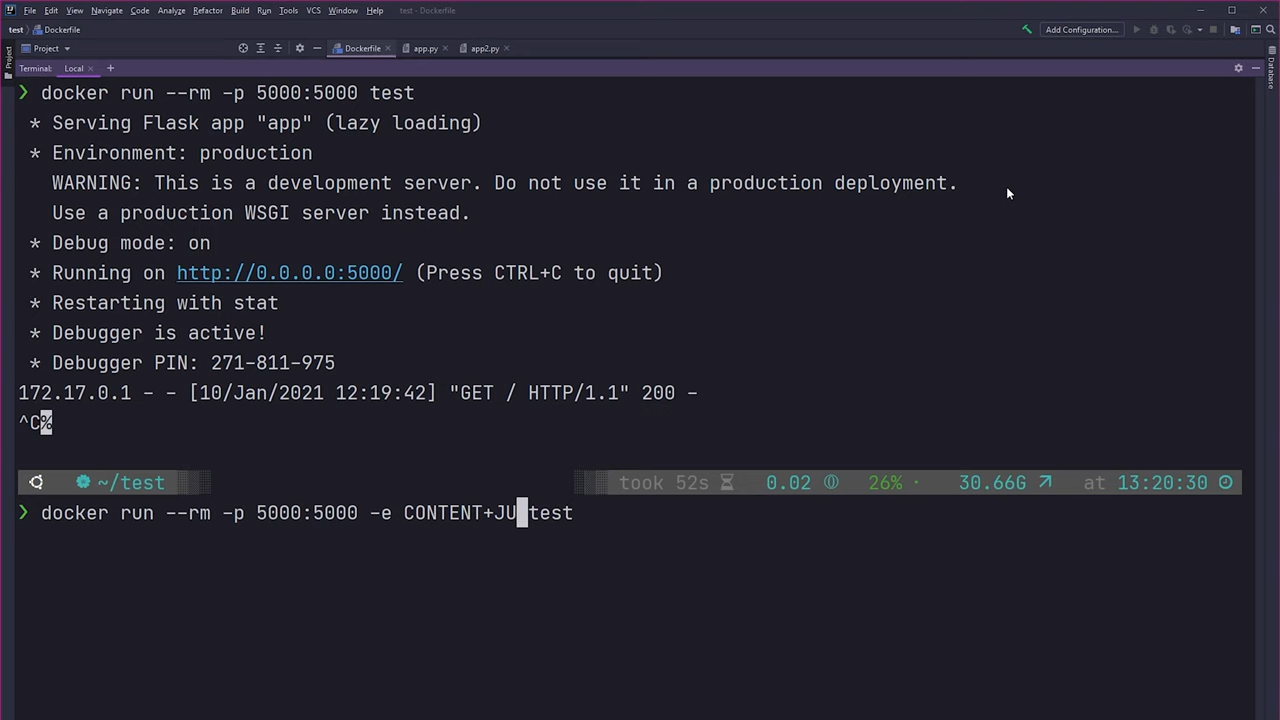 File Edit View Navigate Code Analyze Refactor Build Run Tools VCS Window Help test - Dockerfile
test Dockerfile Add Configuration...
Project Dockerfile app.py app2.py
Project
Database
Terminal: Local +
❯ docker run --rm -p 5000:5000 test
* Serving Flask app "app" (lazy loading)
* Environment: production
WARNING: This is a development server. Do not use it in a production deployment.
Use a production WSGI server instead.
* Debug mode: on
* Running on http://0.0.0.0:5000/ (Press CTRL+C to quit)
* Restarting with stat
* Debugger is active!
* Debugger PIN: 271-811-975
172.17.0.1 - - [10/Jan/2021 12:19:42] "GET / HTTP/1.1" 200 -
^C%
~/test took 52s 0.02 26% 30.66G at 13:20:30
❯ docker run --rm -p 5000:5000 -e CONTENT+JU test